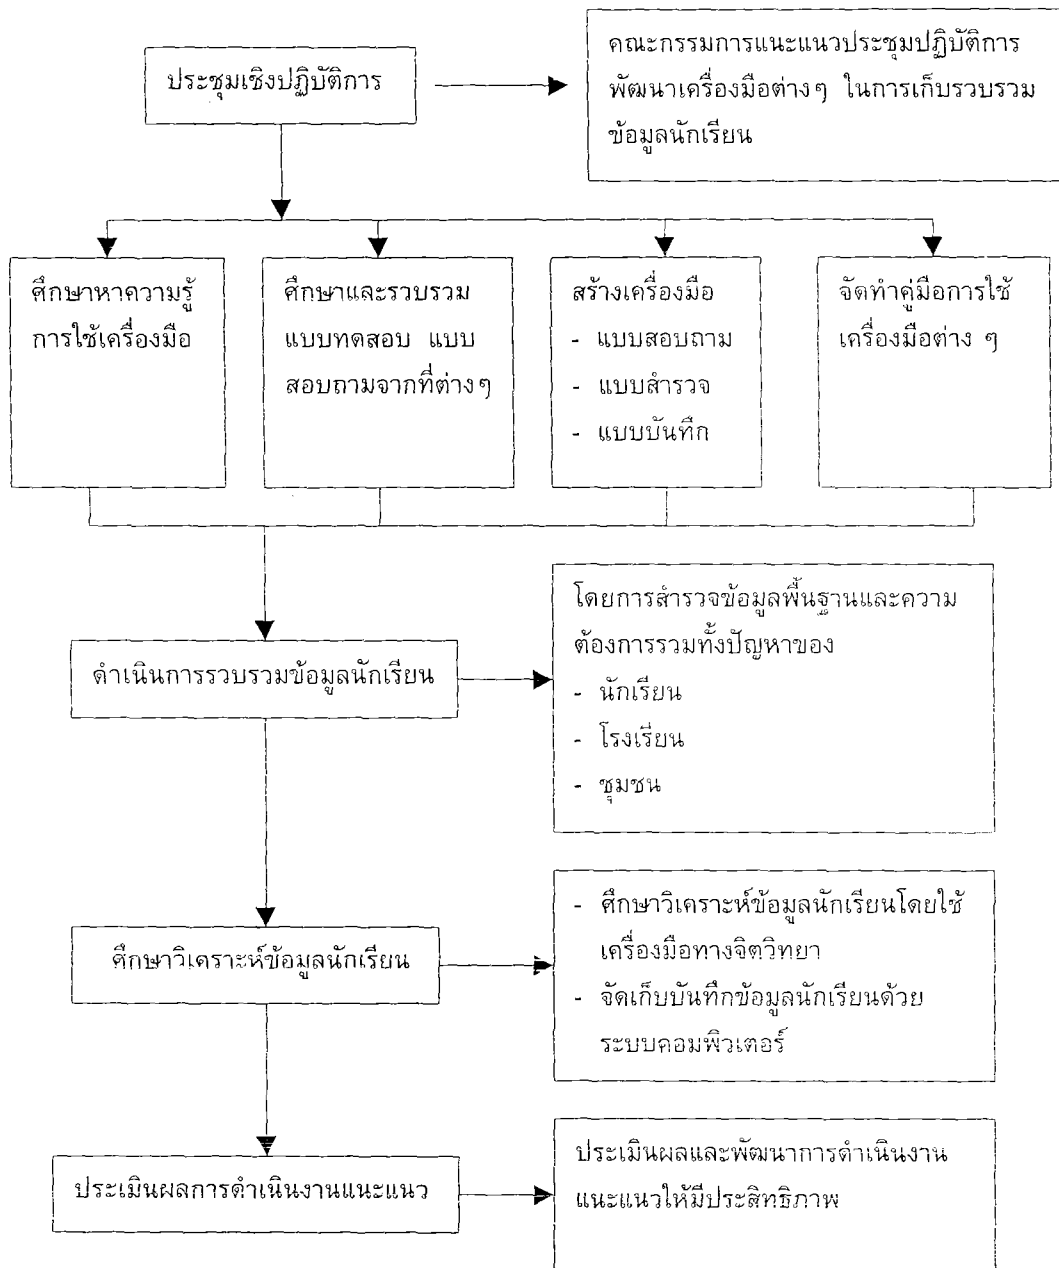 ประชุมเชิงปฏิบัติการ
คณะกรรมการแนะแนวประชุมปฏิบัติการ
พัฒนาเครื่องมือต่างๆ ในการเก็บรวบรวม
ข้อมูลนักเรียน
ศึกษาหาความรู้
การใช้เครื่องมือ
ศึกษาและรวบรวม
แบบทดสอบ แบบ
สอบถามจากที่ต่างๆ
สร้างเครื่องมือ
- แบบสอบถาม
- แบบสำรวจ
- แบบบันทึก
จัดทำคู่มือการใช้
เครื่องมือต่าง ๆ
ดำเนินการรวบรวมข้อมูลนักเรียน
โดยการสำรวจข้อมูลพื้นฐานและความ
ต้องการรวมทั้งปัญหาของ
- นักเรียน
- โรงเรียน
- ชุมชน
ศึกษาวิเคราะห์ข้อมูลนักเรียน
- ศึกษาวิเคราะห์ข้อมูลนักเรียนโดยใช้
เครื่องมือทางจิตวิทยา
- จัดเก็บบันทึกข้อมูลนักเรียนด้วย
ระบบคอมพิวเตอร์
ประเมินผลการดำเนินงานแนะแนว
ประเมินผลและพัฒนาการดำเนินงาน
แนะแนวให้มีประสิทธิภาพ